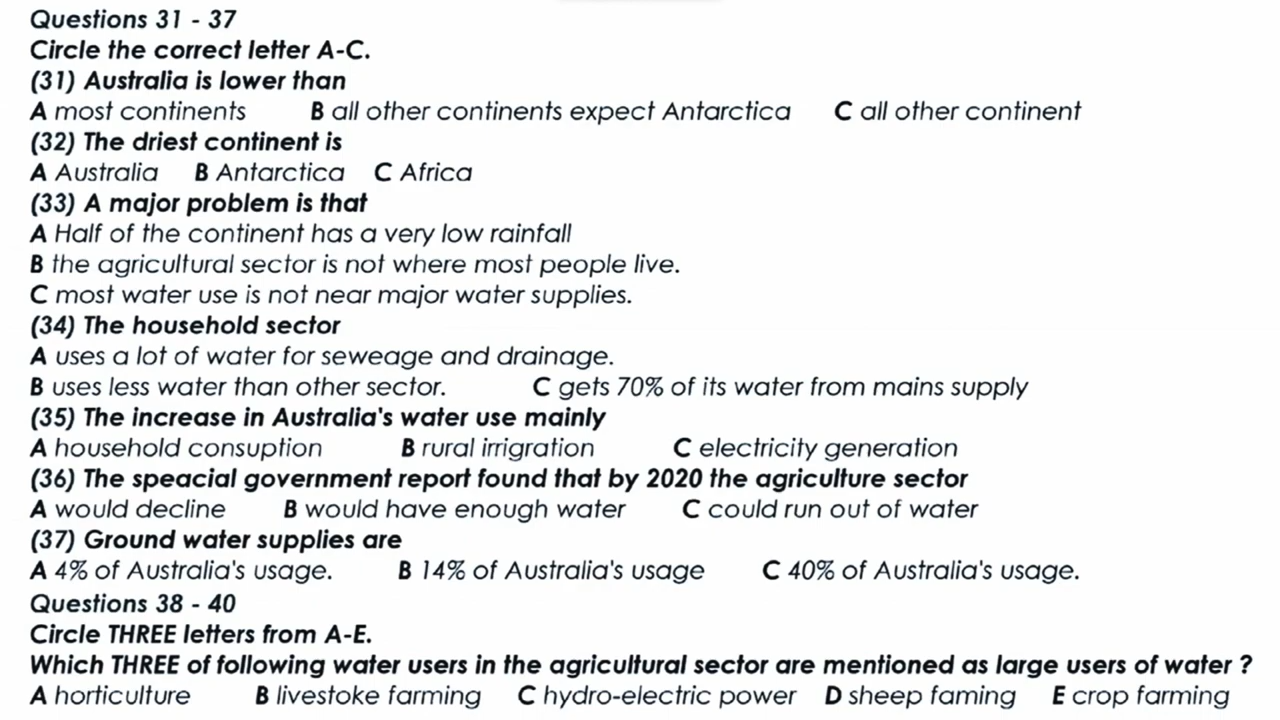 Questions 31 - 37
Circle the correct letter A-C.
(31) Australia is lower than
A most continents B all other continents expect Antarctica C all other continent
(32) The driest continent is
A Australia B Antarctica C Africa
(33) A major problem is that
A Half of the continent has a very low rainfall
B the agricultural sector is not where most people live.
C most water use is not near major water supplies.
(34) The household sector
A uses a lot of water for seweage and drainage.
B uses less water than other sector. C gets 70% of its water from mains supply
(35) The increase in Australia's water use mainly
A household consuption B rural irrigration C electricity generation
(36) The speacial government report found that by 2020 the agriculture sector
A would decline B would have enough water C could run out of water
(37) Ground water supplies are
A 4% of Australia's usage. B 14% of Australia's usage C 40% of Australia's usage.
Questions 38 - 40
Circle THREE letters from A-E.
Which THREE of following water users in the agricultural sector are mentioned as large users of water ?
A horticulture B livestoke farming C hydro-electric power D sheep faming E crop farming